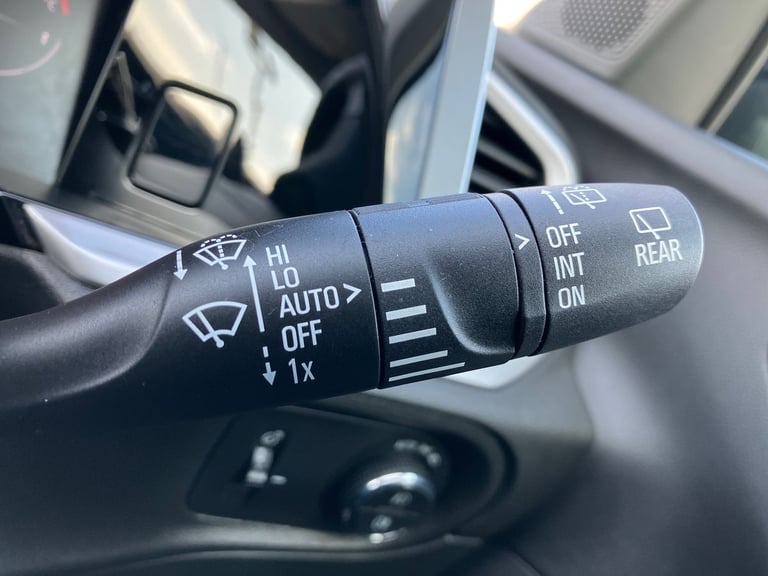 HI
LO
AUTO >
OFF
1x
>
OFF
INT
ON
REAR